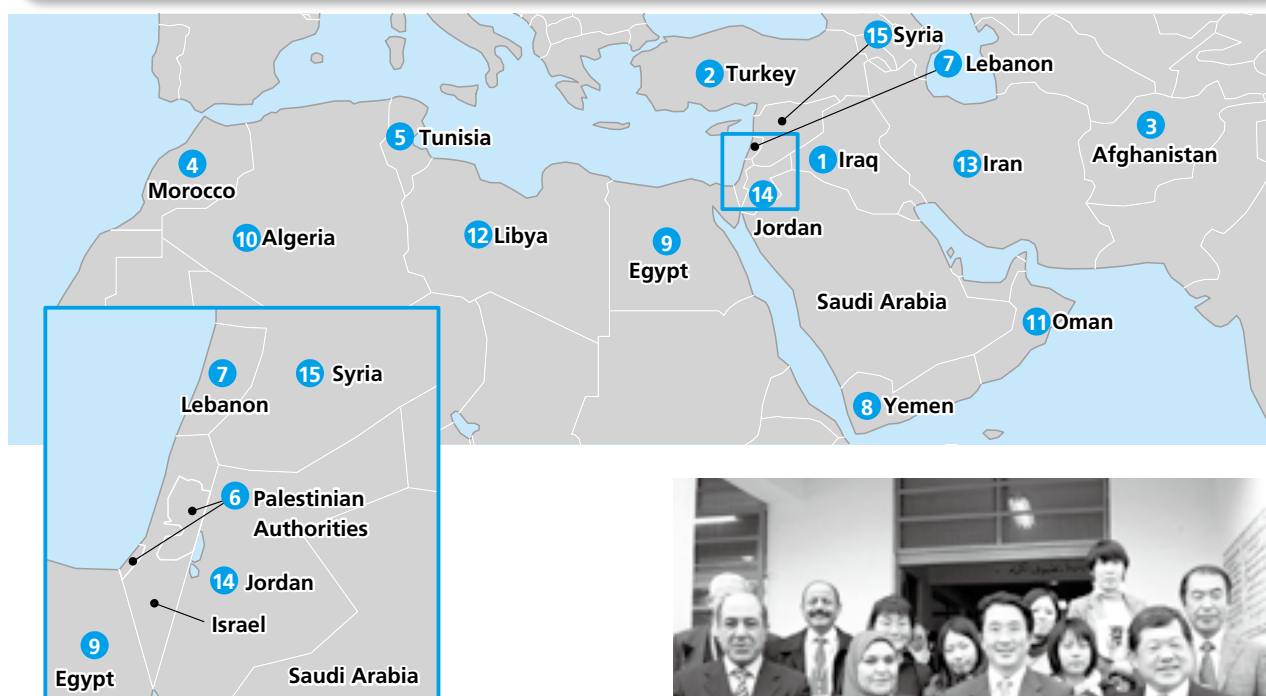 15 Syria
7 Lebanon
2 Turkey
3
Afghanistan
5 Tunisia
4
Morocco
1 Iraq
13 Iran
14
Jordan
10 Algeria
12 Libya
9
Egypt
Saudi Arabia
11 Oman
8 Yemen
7
Lebanon
15 Syria
6 Palestinian
Authorities
14 Jordan
Israel
9
Egypt
Saudi Arabia